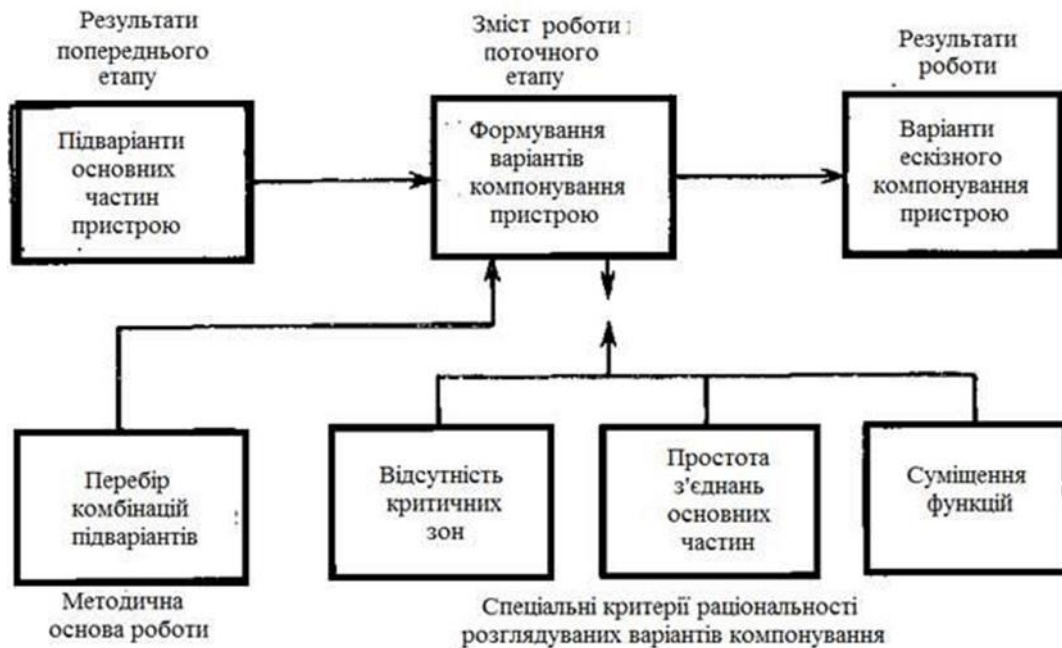 Результати
попереднього
етапу
Зміст роботи
поточного
етапу
Результати
роботи
Підваріанти
основних
частин
пристрою
Формування
варіантів
компонування
пристрою
Варіанти
ескізного
компонування
пристрою
Перебір
комбінацій
підваріантів
Відсутність
критичних
зон
Простота
з'єднань
основних
частин
Суміщення
функцій
Методична
основа роботи
Спеціальні критерії раціональності
розглядуваних варіантів компонування